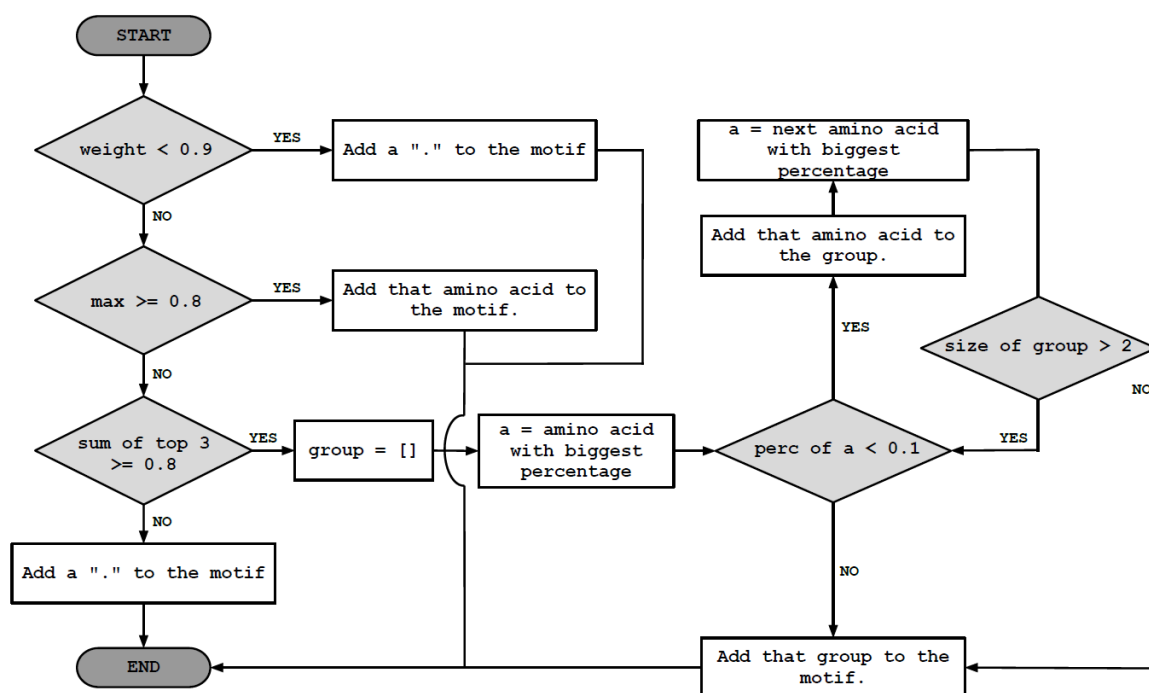 START
weight < 0.9
YES
Add a "." to the motif
NO
max >= 0.8
YES
Add that amino acid to
the motif.
NO
sum of top 3
>= 0.8
YES
group = []
a = amino acid
with biggest
percentage
perc of a < 0.1
YES
Add that amino acid to
the group.
a = next amino acid
with biggest
percentage
size of group > 2
NO
YES
NO
Add that group to the
motif.
NO
Add a "." to the motif
END